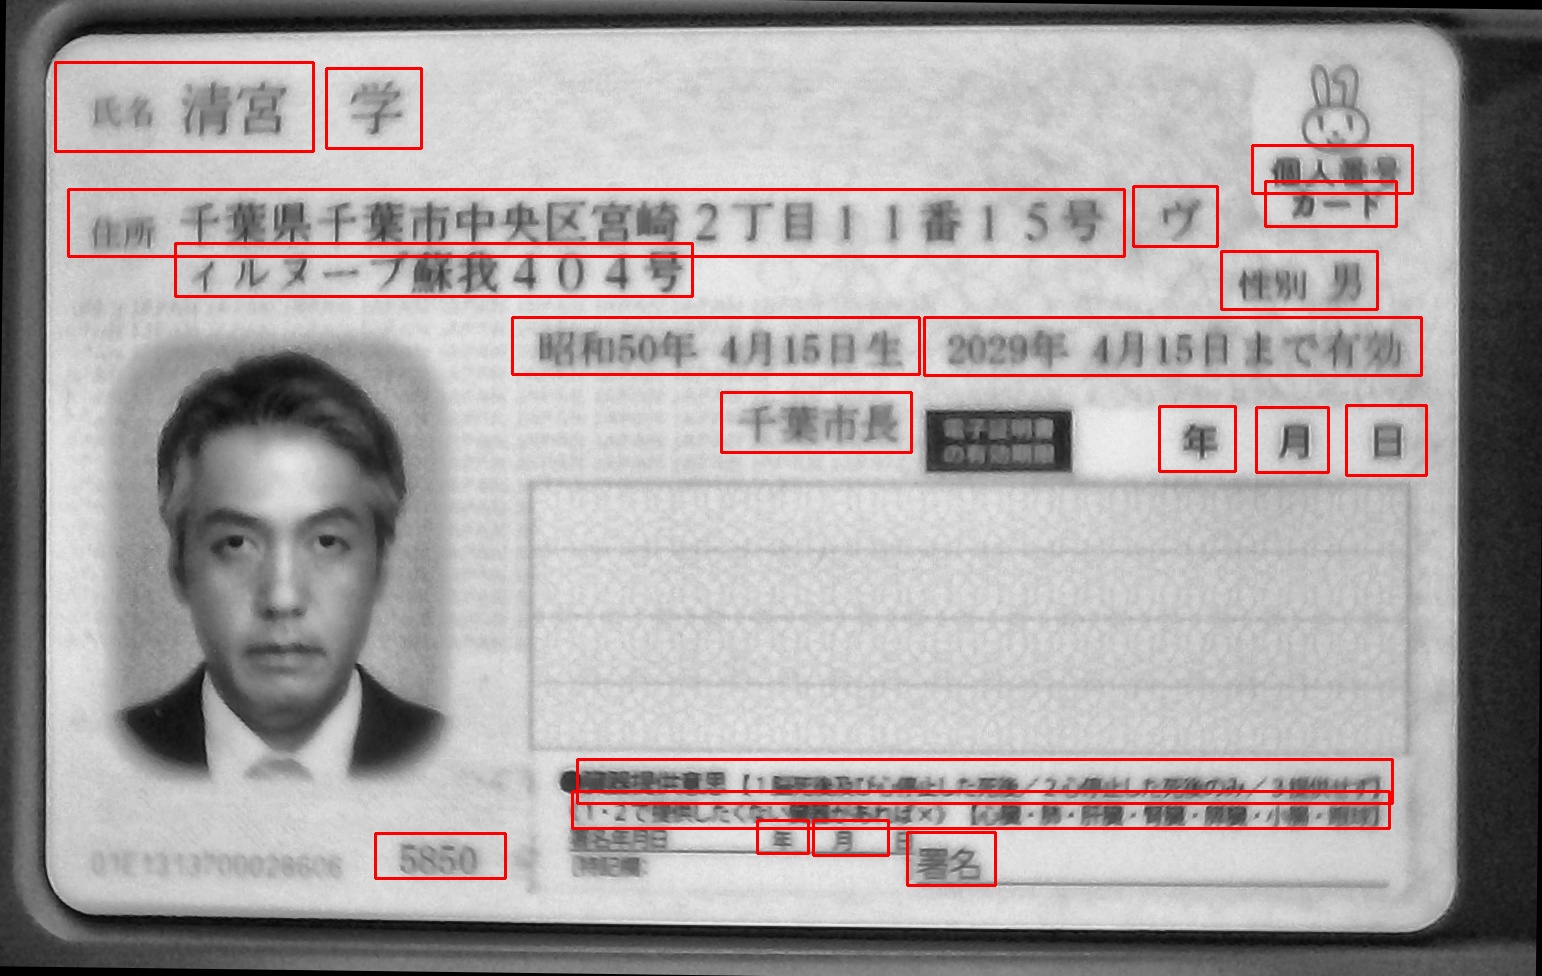 氏名 清宮 学
個人番号
カード
住所 千葉県千葉市中央区宮崎２丁目１１番１５号 ヴ
ィルヌーブ蘇我４０４号
性別 男
昭和50年 4月15日生 2029年 4月15日まで有効
千葉市長 電子証明書
の有効期限 年 月 日
●臓器提供意思【1脳死後及び心停止した死後／2心停止した死後のみ／3提供せず】
《1・2で提供したくない臓器があれば×》【心臓・肺・肝臓・腎臓・膵臓・小腸・眼球】
署名年月日 年 月 日
署名
[特記欄:
01E1313700028606 5850